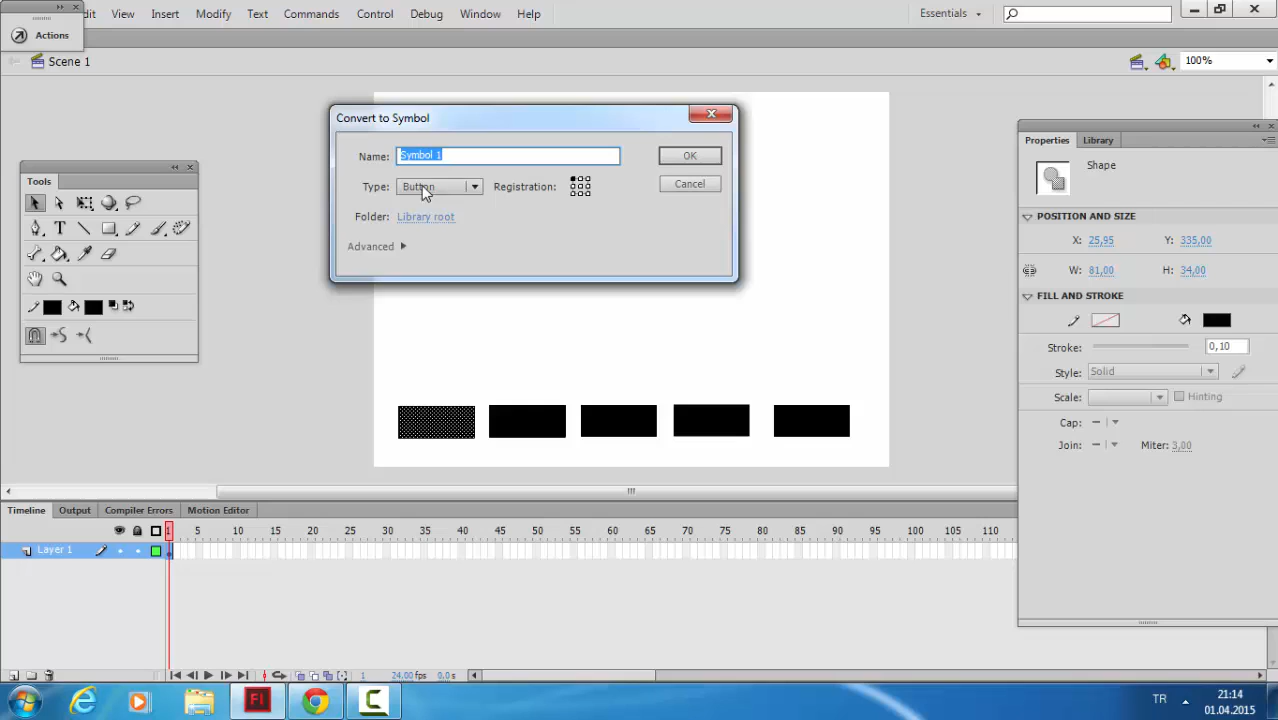 dit View Insert Modify Text Commands Control Debug Window Help Essentials
Actions
Scene 1 100%
Convert to Symbol
Name: Symbol 1 OK
Type: Button Registration: Cancel
Folder: Library root
Advanced
Tools
Properties Library
Shape
POSITION AND SIZE
X: 25,95 Y: 335,00
W: 81,00 H: 34,00
FILL AND STROKE
Stroke: 0,10
Style: Solid
Scale: Hinting
Cap:
Join: Miter: 3,00
Timeline Output Compiler Errors Motion Editor
1 5 10 15 20 25 30 35 40 45 50 55 60 65 70 75 80 85 90 95 100 105 110
Layer 1
1 24,00 fps 0,0 s
Fl TR 21:14
01.04.2015